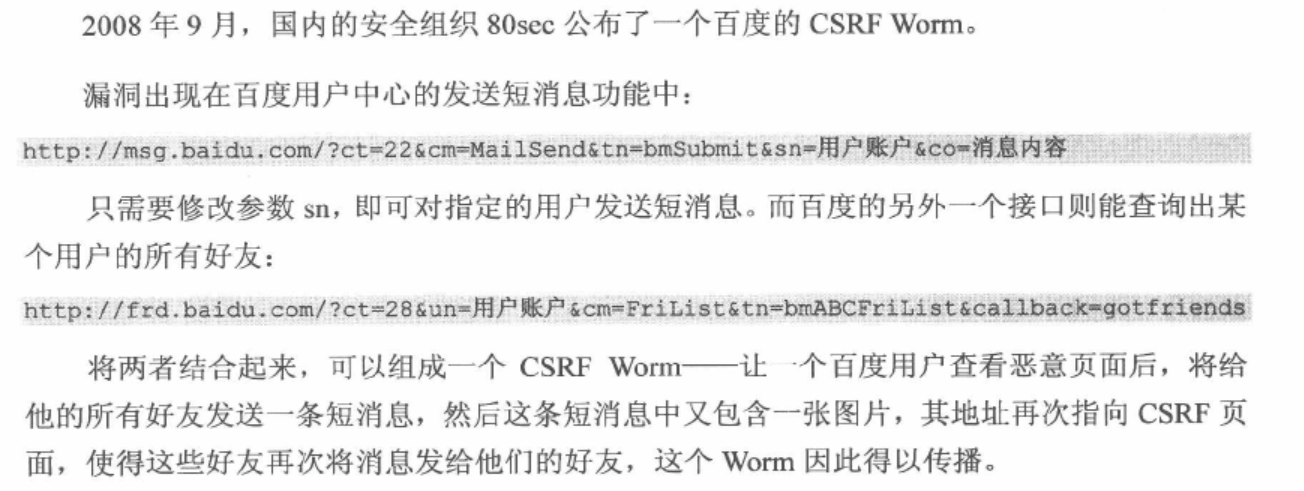 2008 年 9 月，国内的安全组织 80sec 公布了一个百度的 CSRF Worm。
漏洞出现在百度用户中心的发送短消息功能中：
http://msg.baidu.com/?ct=22&cm=MailSend&tn=bmSubmit&sn=用户账户&co=消息内容
只需要修改参数 sn，即可对指定的用户发送短消息。而百度的另外一个接口则能查询出某
个用户的所有好友：
http://frd.baidu.com/?ct=28&un=用户账户&cm=FriList&tn=bmABCFriList&callback=gotfriends
将两者结合起来，可以组成一个 CSRF Worm——让一个百度用户查看恶意页面后，将给
他的所有好友发送一条短消息，然后这条短消息中又包含一张图片，其地址再次指向 CSRF 页
面，使得这些好友再次将消息发给他们的好友，这个 Worm 因此得以传播。